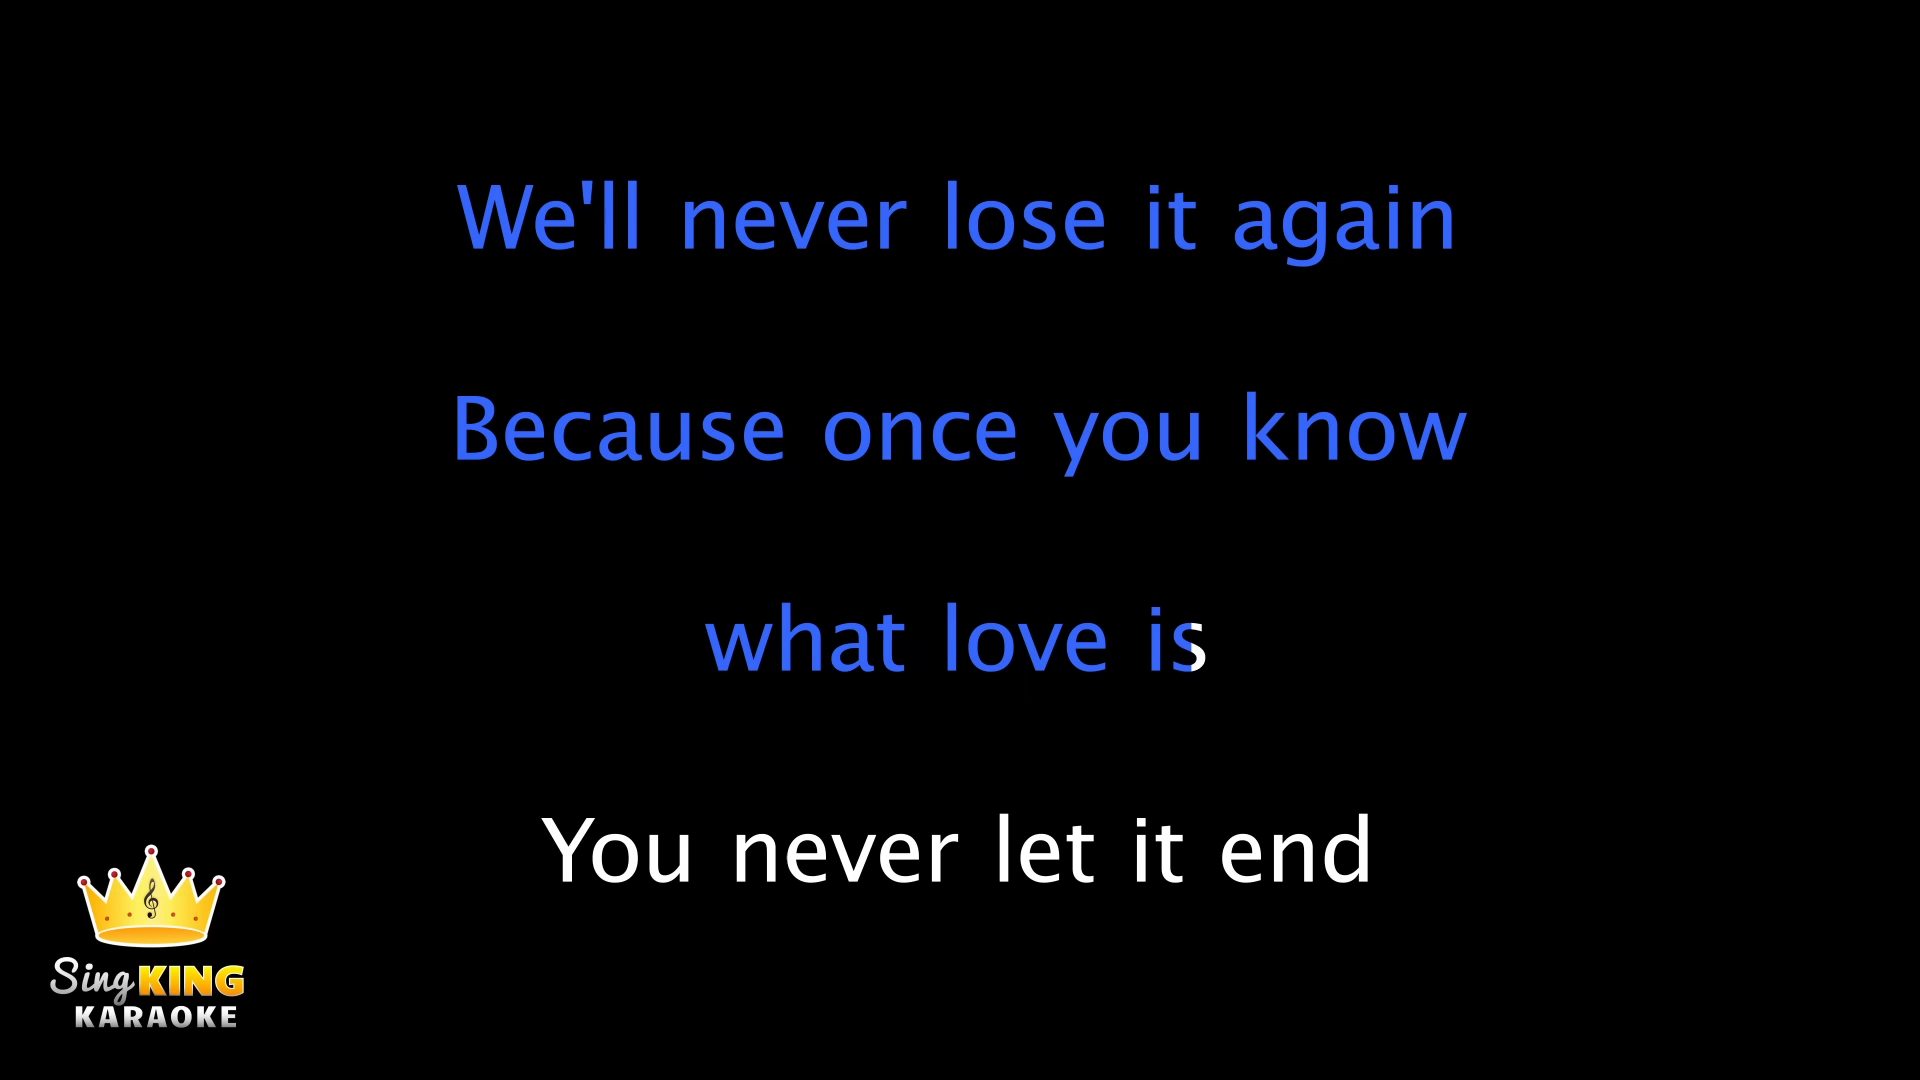 We'll never lose it again
Because once you know
what love is
You never let it end
Sing KING
KARAOKE